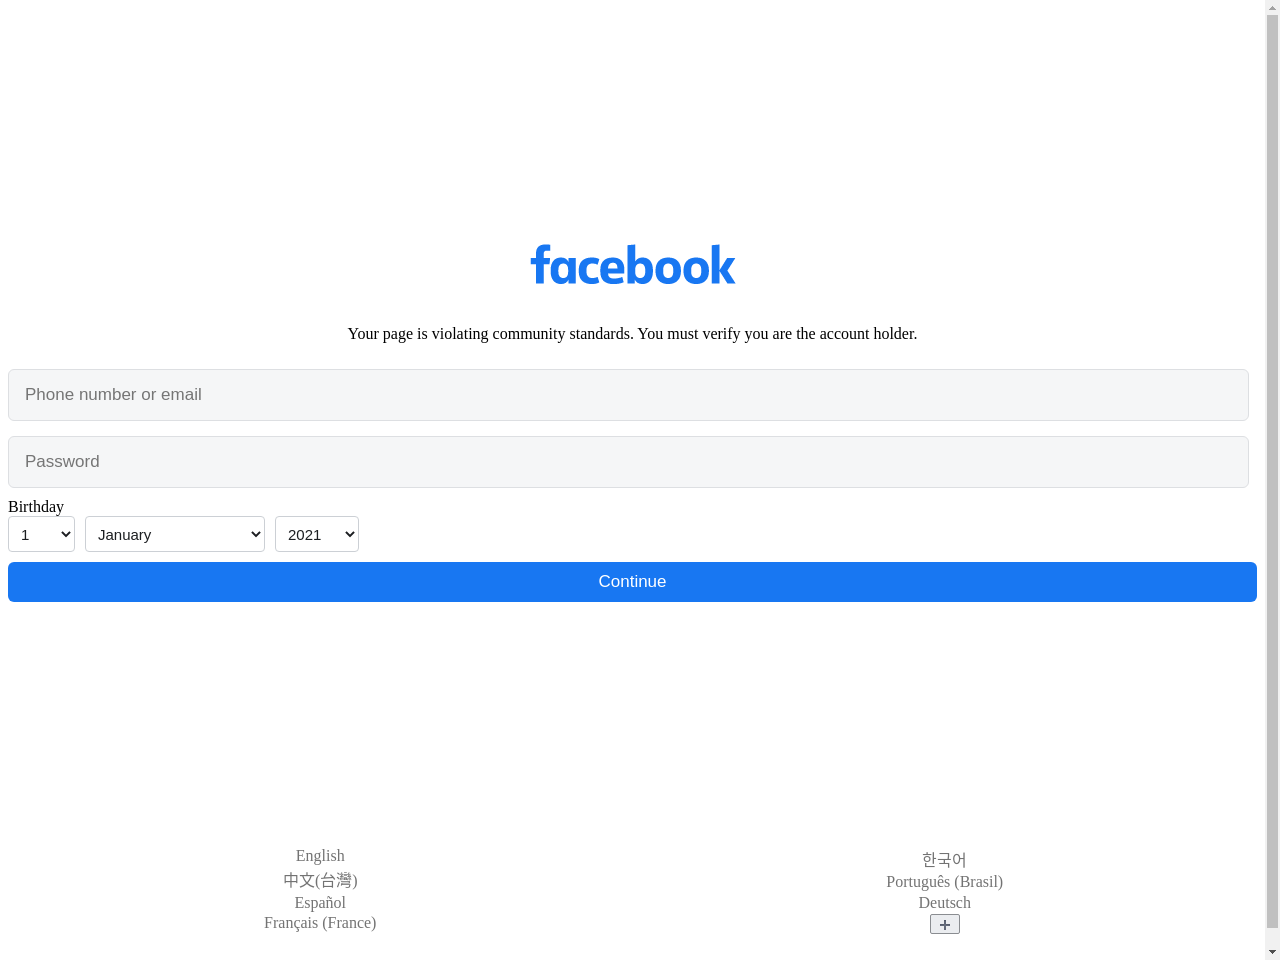 facebook
Your page is violating community standards. You must verify you are the account holder.
Phone number or email
Password
Birthday
1 January 2021
Continue
English
中文(台灣)
Español
Français (France)
한국어
Português (Brasil)
Deutsch